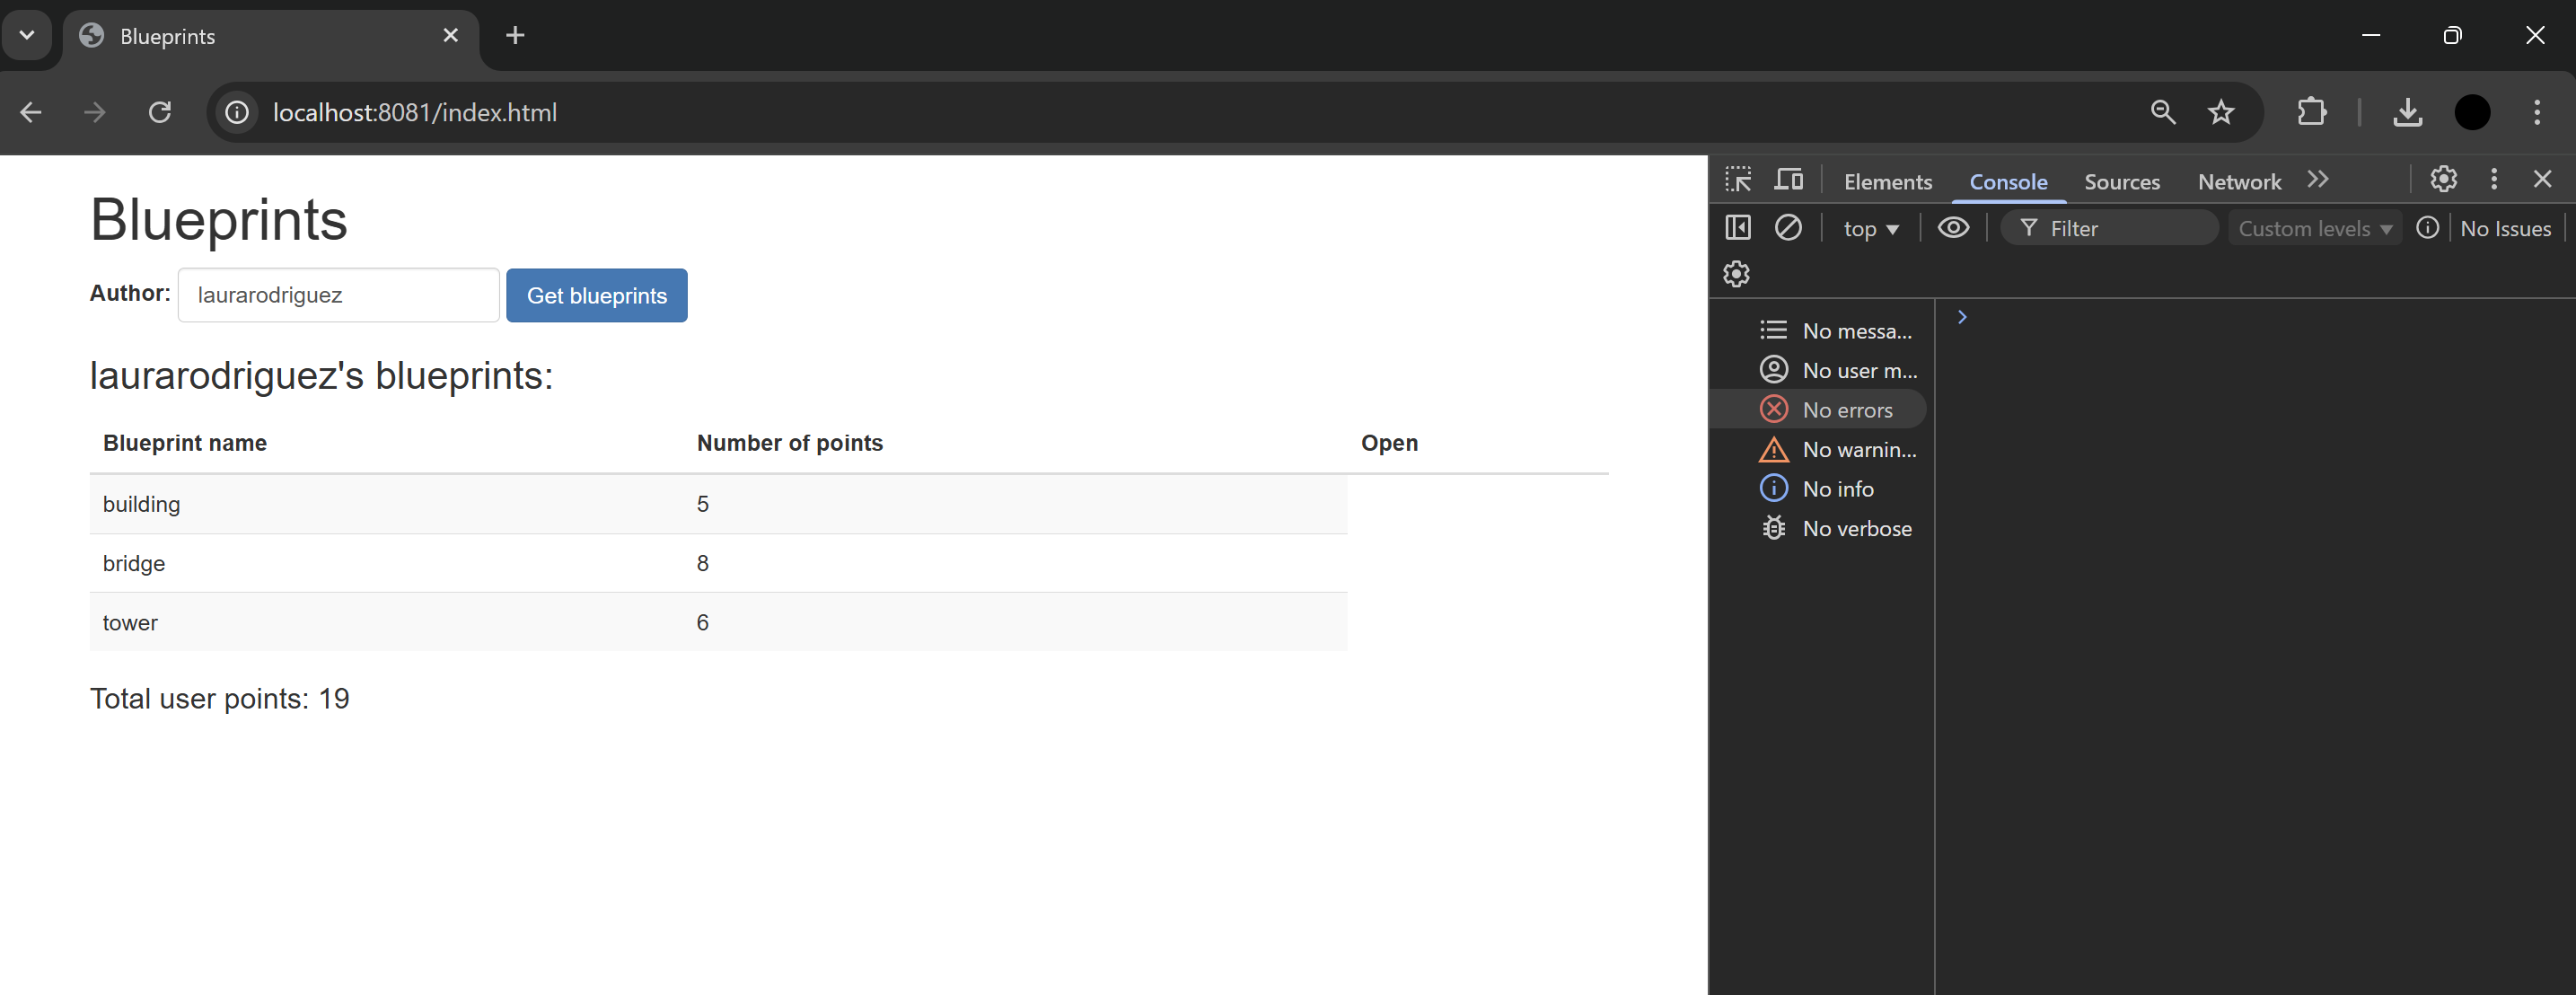 Blueprints
localhost:8081/index.html
Blueprints
Author: laurarodriguez Get blueprints
laurarodriguez's blueprints:
Blueprint name Number of points Open
building 5
bridge 8
tower 6
Total user points: 19
Elements Console Sources Network
top Filter Custom levels No Issues
No messa...
No user m...
No errors
No warnin...
No info
No verbose